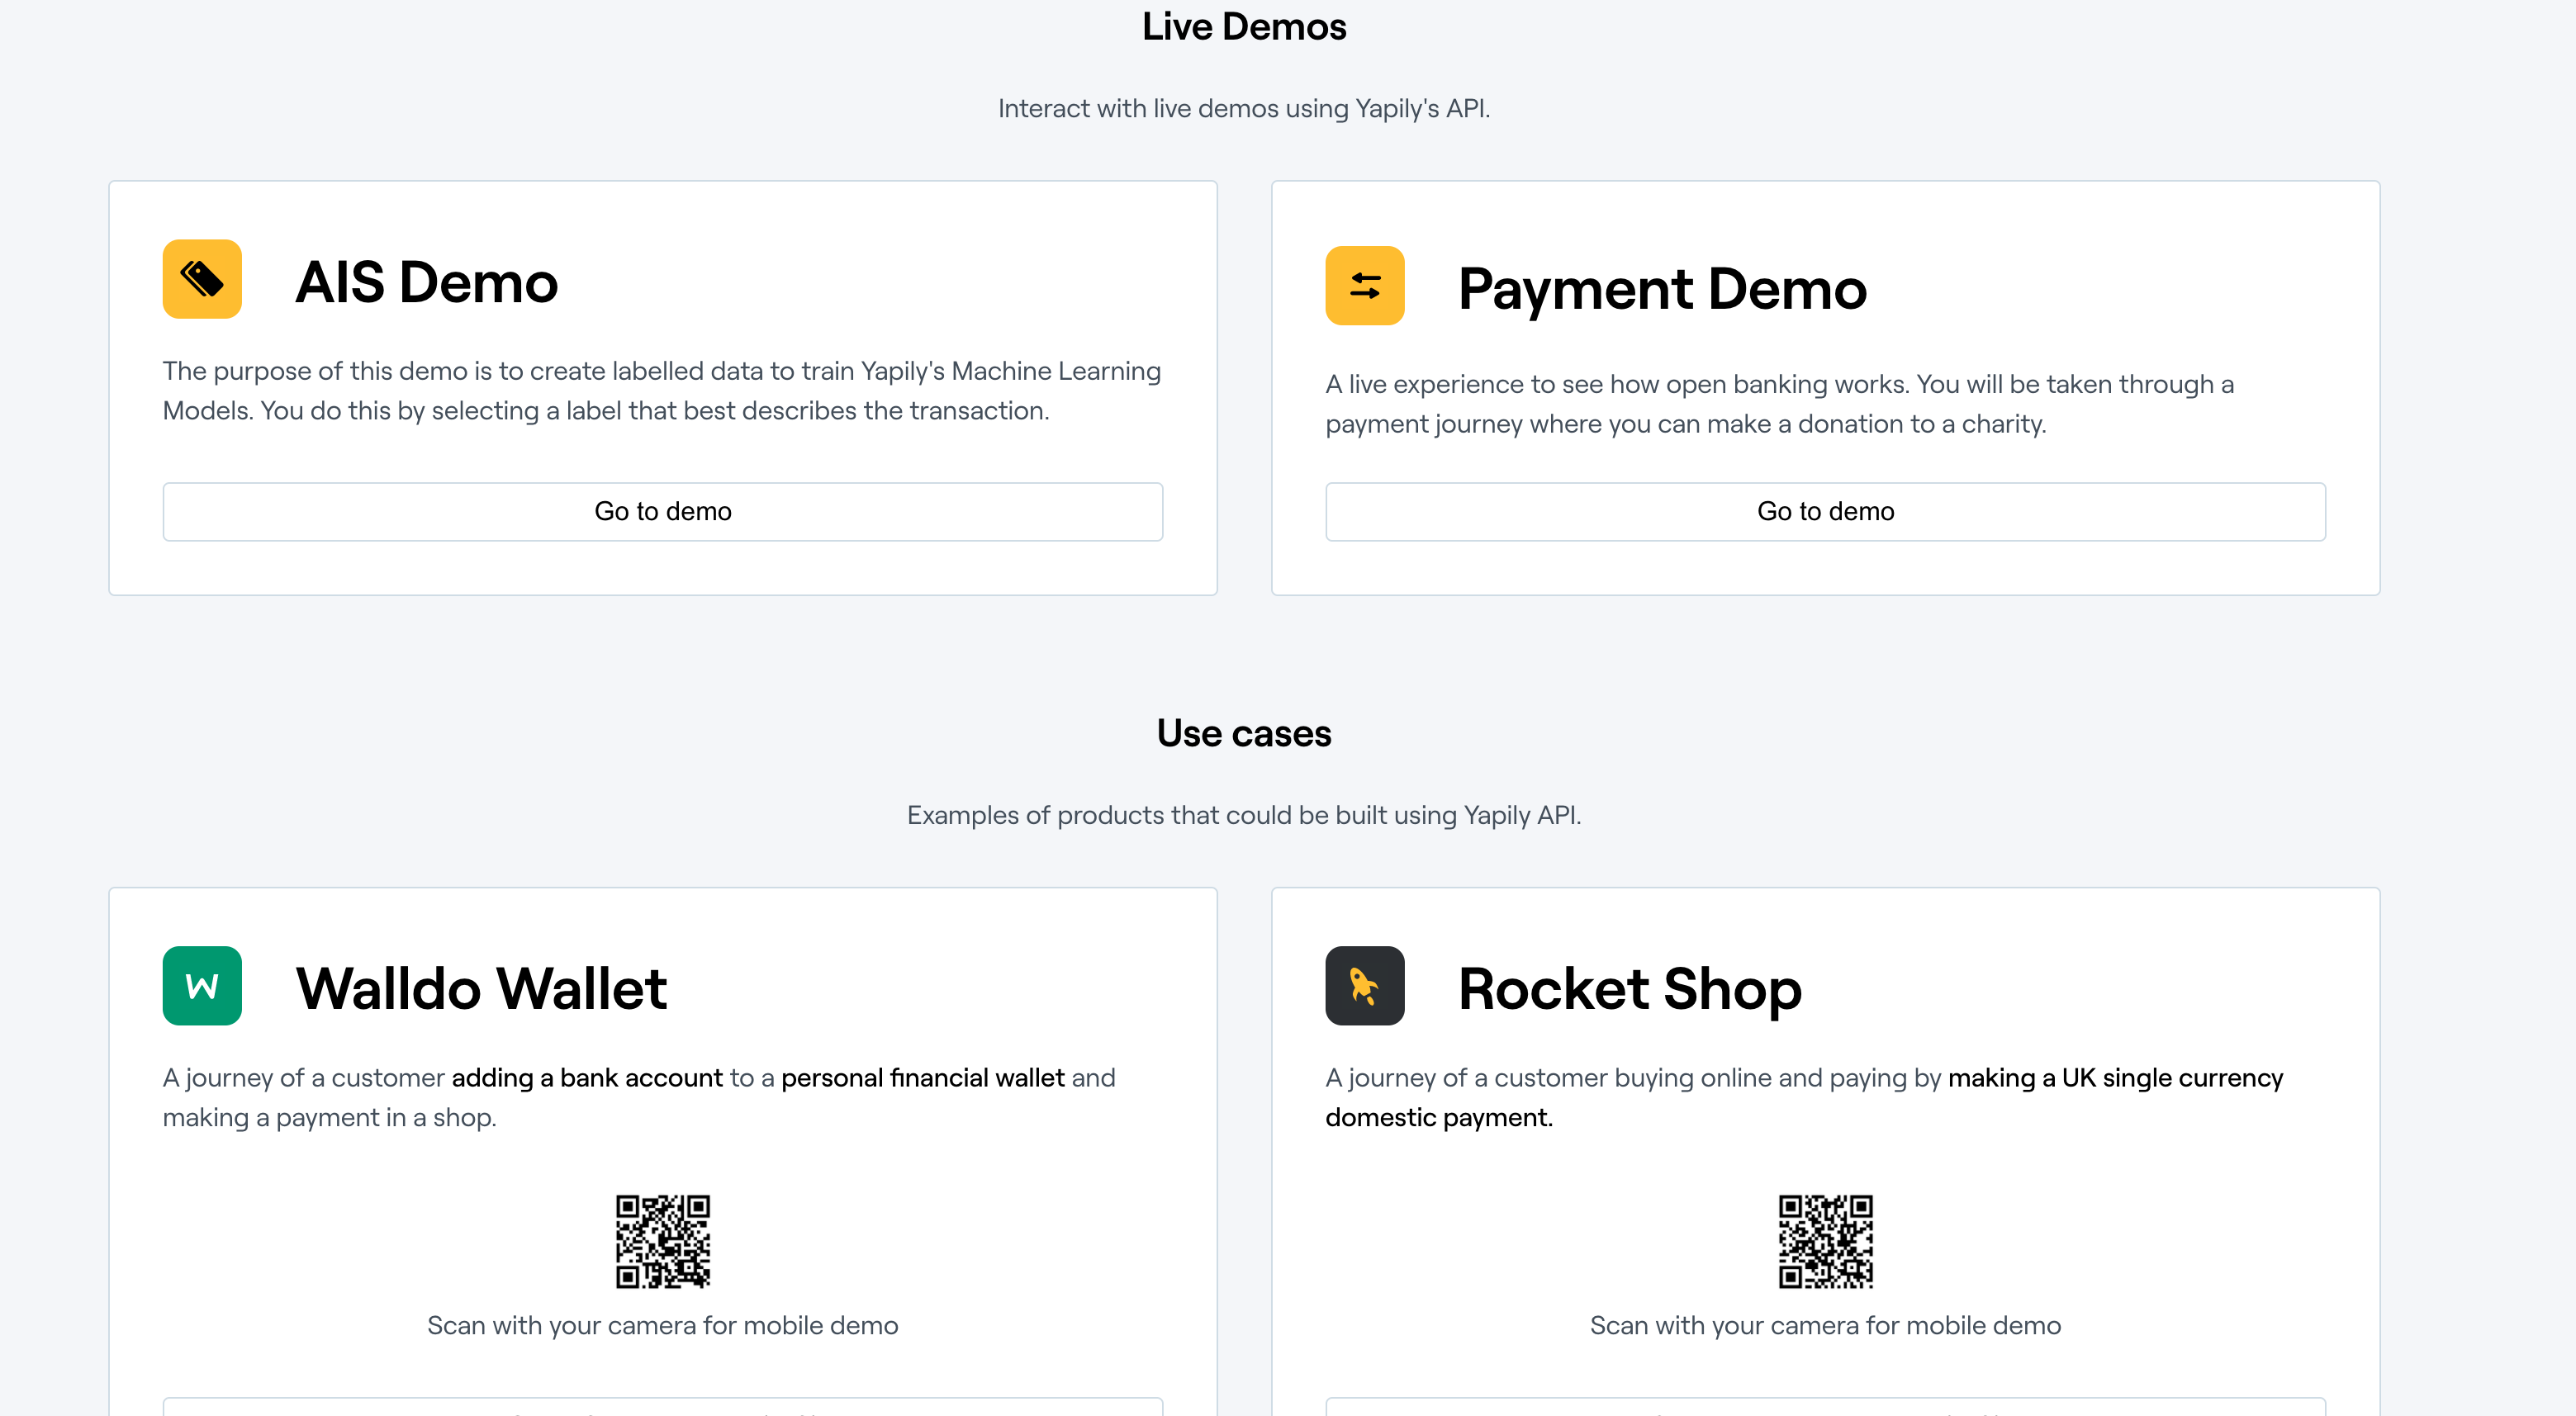 Live Demos
Interact with live demos using Yapily's API.
AIS Demo
The purpose of this demo is to create labelled data to train Yapily's Machine Learning
Models. You do this by selecting a label that best describes the transaction.
Go to demo
Payment Demo
A live experience to see how open banking works. You will be taken through a
payment journey where you can make a donation to a charity.
Go to demo
Use cases
Examples of products that could be built using Yapily API.
W
Walldo Wallet
A journey of a customer adding a bank account to a personal financial wallet and
making a payment in a shop.
Scan with your camera for mobile demo
Rocket Shop
A journey of a customer buying online and paying by making a UK single currency
domestic payment.
Scan with your camera for mobile demo